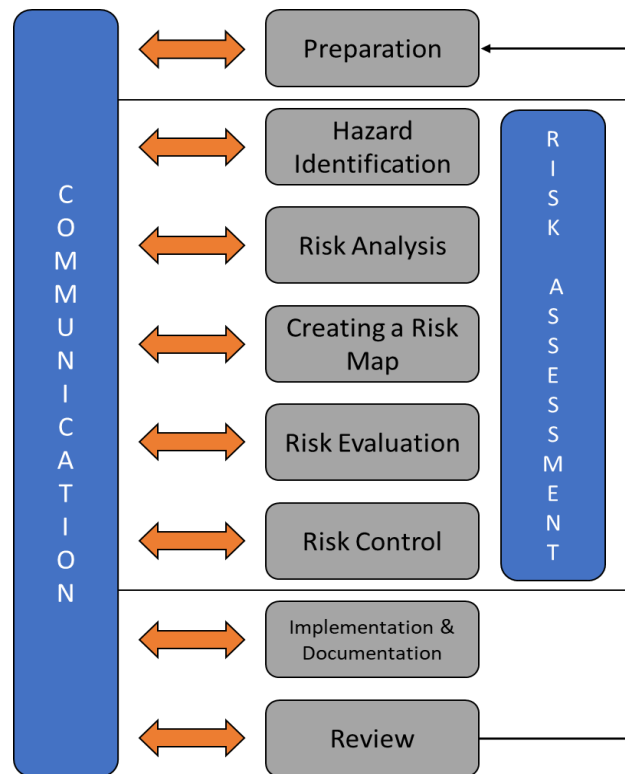 COMMUNICATION
Preparation
Hazard
Identification
Risk Analysis
Creating a Risk
Map
Risk Evaluation
Risk Control
RISK ASSESSMENT
Implementation &
Documentation
Review